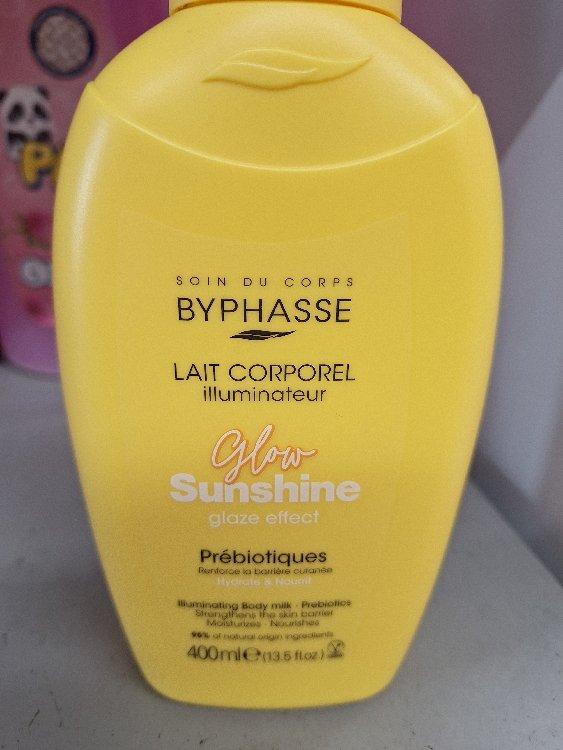 SOIN DU CORPS
BYPHASSE
LAIT CORPOREL
illuminateur
Glow
Sunshine
glaze effect
Prébiotiques
Renforce la barrière cutanée
Hydrate & Nourrit
Illuminating Body milk · Prebiotics
Strengthens the skin barrier
Moisturizes · Nourishes
96% of natural origin ingredients
400ml℮(13.5 fl.oz.)